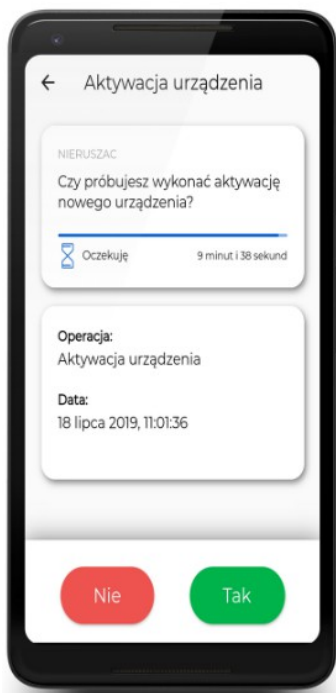 Aktywacja urządzenia
NIERUSZAC
Czy próbujesz wykonać aktywację
nowego urządzenia?
Oczekuję 9 minut i 38 sekund
Operacja:
Aktywacja urządzenia
Data:
18 lipca 2019, 11:01:36
Nie Tak